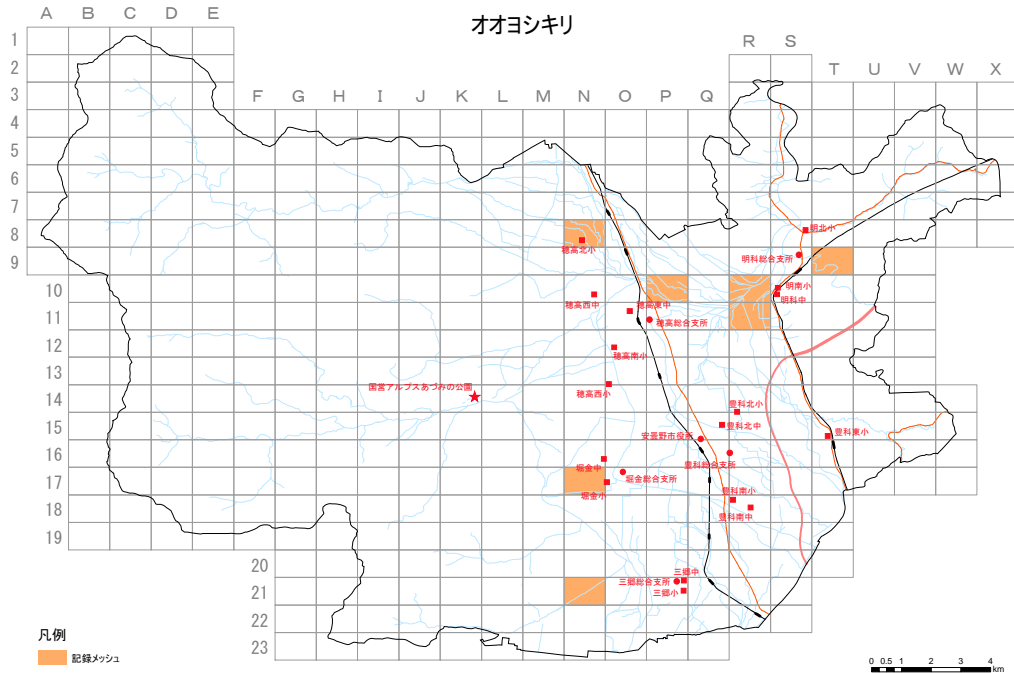 オオヨシキリ
A B C D E
R S
T U V W X
F G H I J K L M N O P Q
1
2
3
4
5
6
7
8
9
10
11
12
13
14
15
16
17
18
19
20
21
22
23
明北小
穂高北小
明科総合支所
明南小
明科中
穂高西中
穂高東中
穂高総合支所
穂高南小
国営アルプスあづみの公園
穂高西小
豊科北小
豊科北中
豊科東小
安曇野市役所
豊科総合支所
堀金中
堀金総合支所
堀金小
豊科南小
豊科南中
三郷中
三郷総合支所
三郷小
凡例
記録メッシュ
0 0.5 1 2 3 4
km